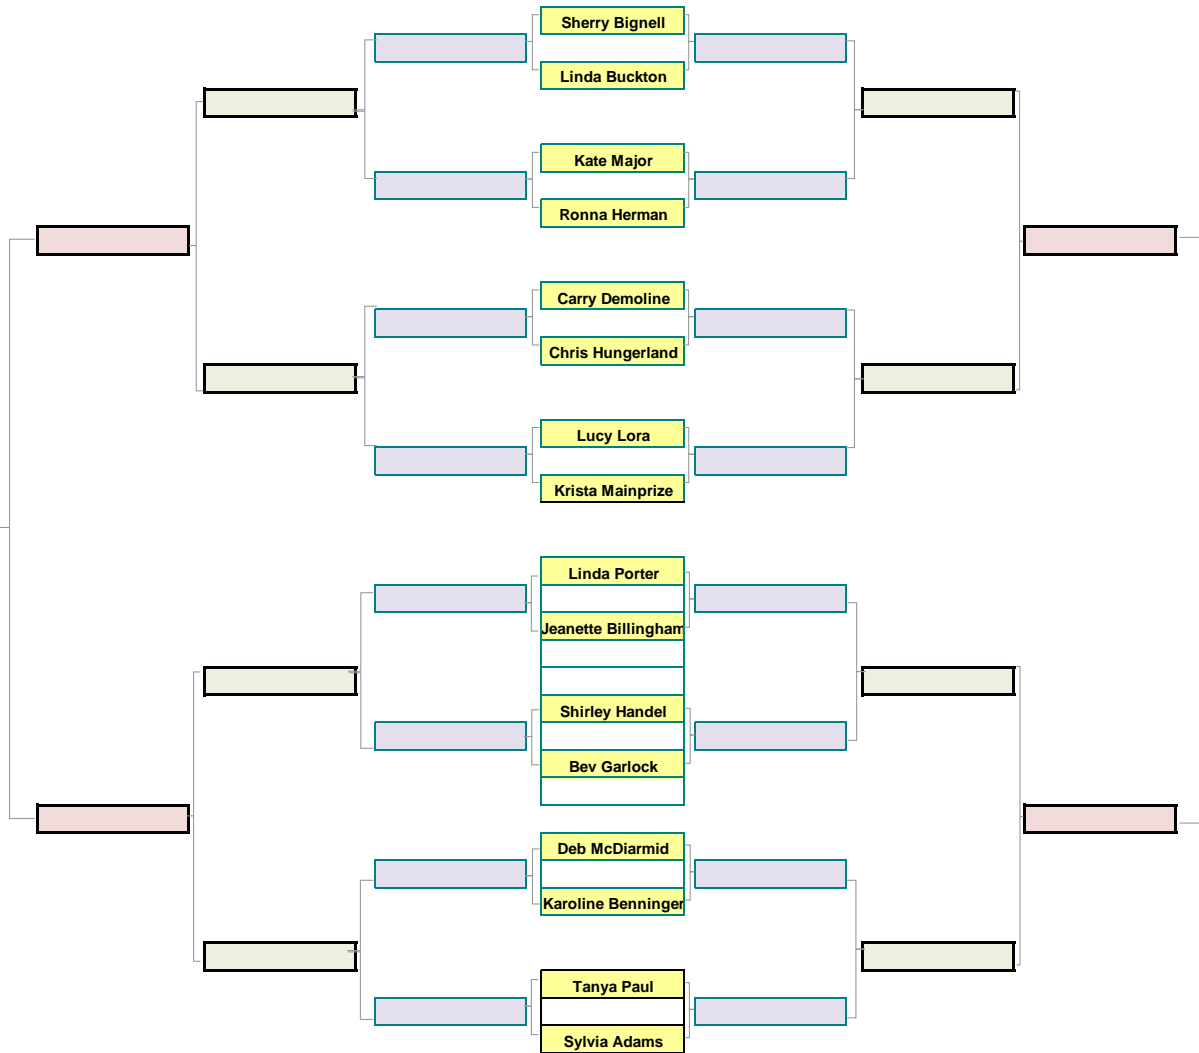 Sherry Bignell
Linda Buckton
Kate Major
Ronna Herman
Carry Demoline
Chris Hungerland
Lucy Lora
Krista Mainprize
Linda Porter
Jeanette Billingham
Shirley Handel
Bev Garlock
Deb McDiarmid
Karoline Benninger
Tanya Paul
Sylvia Adams